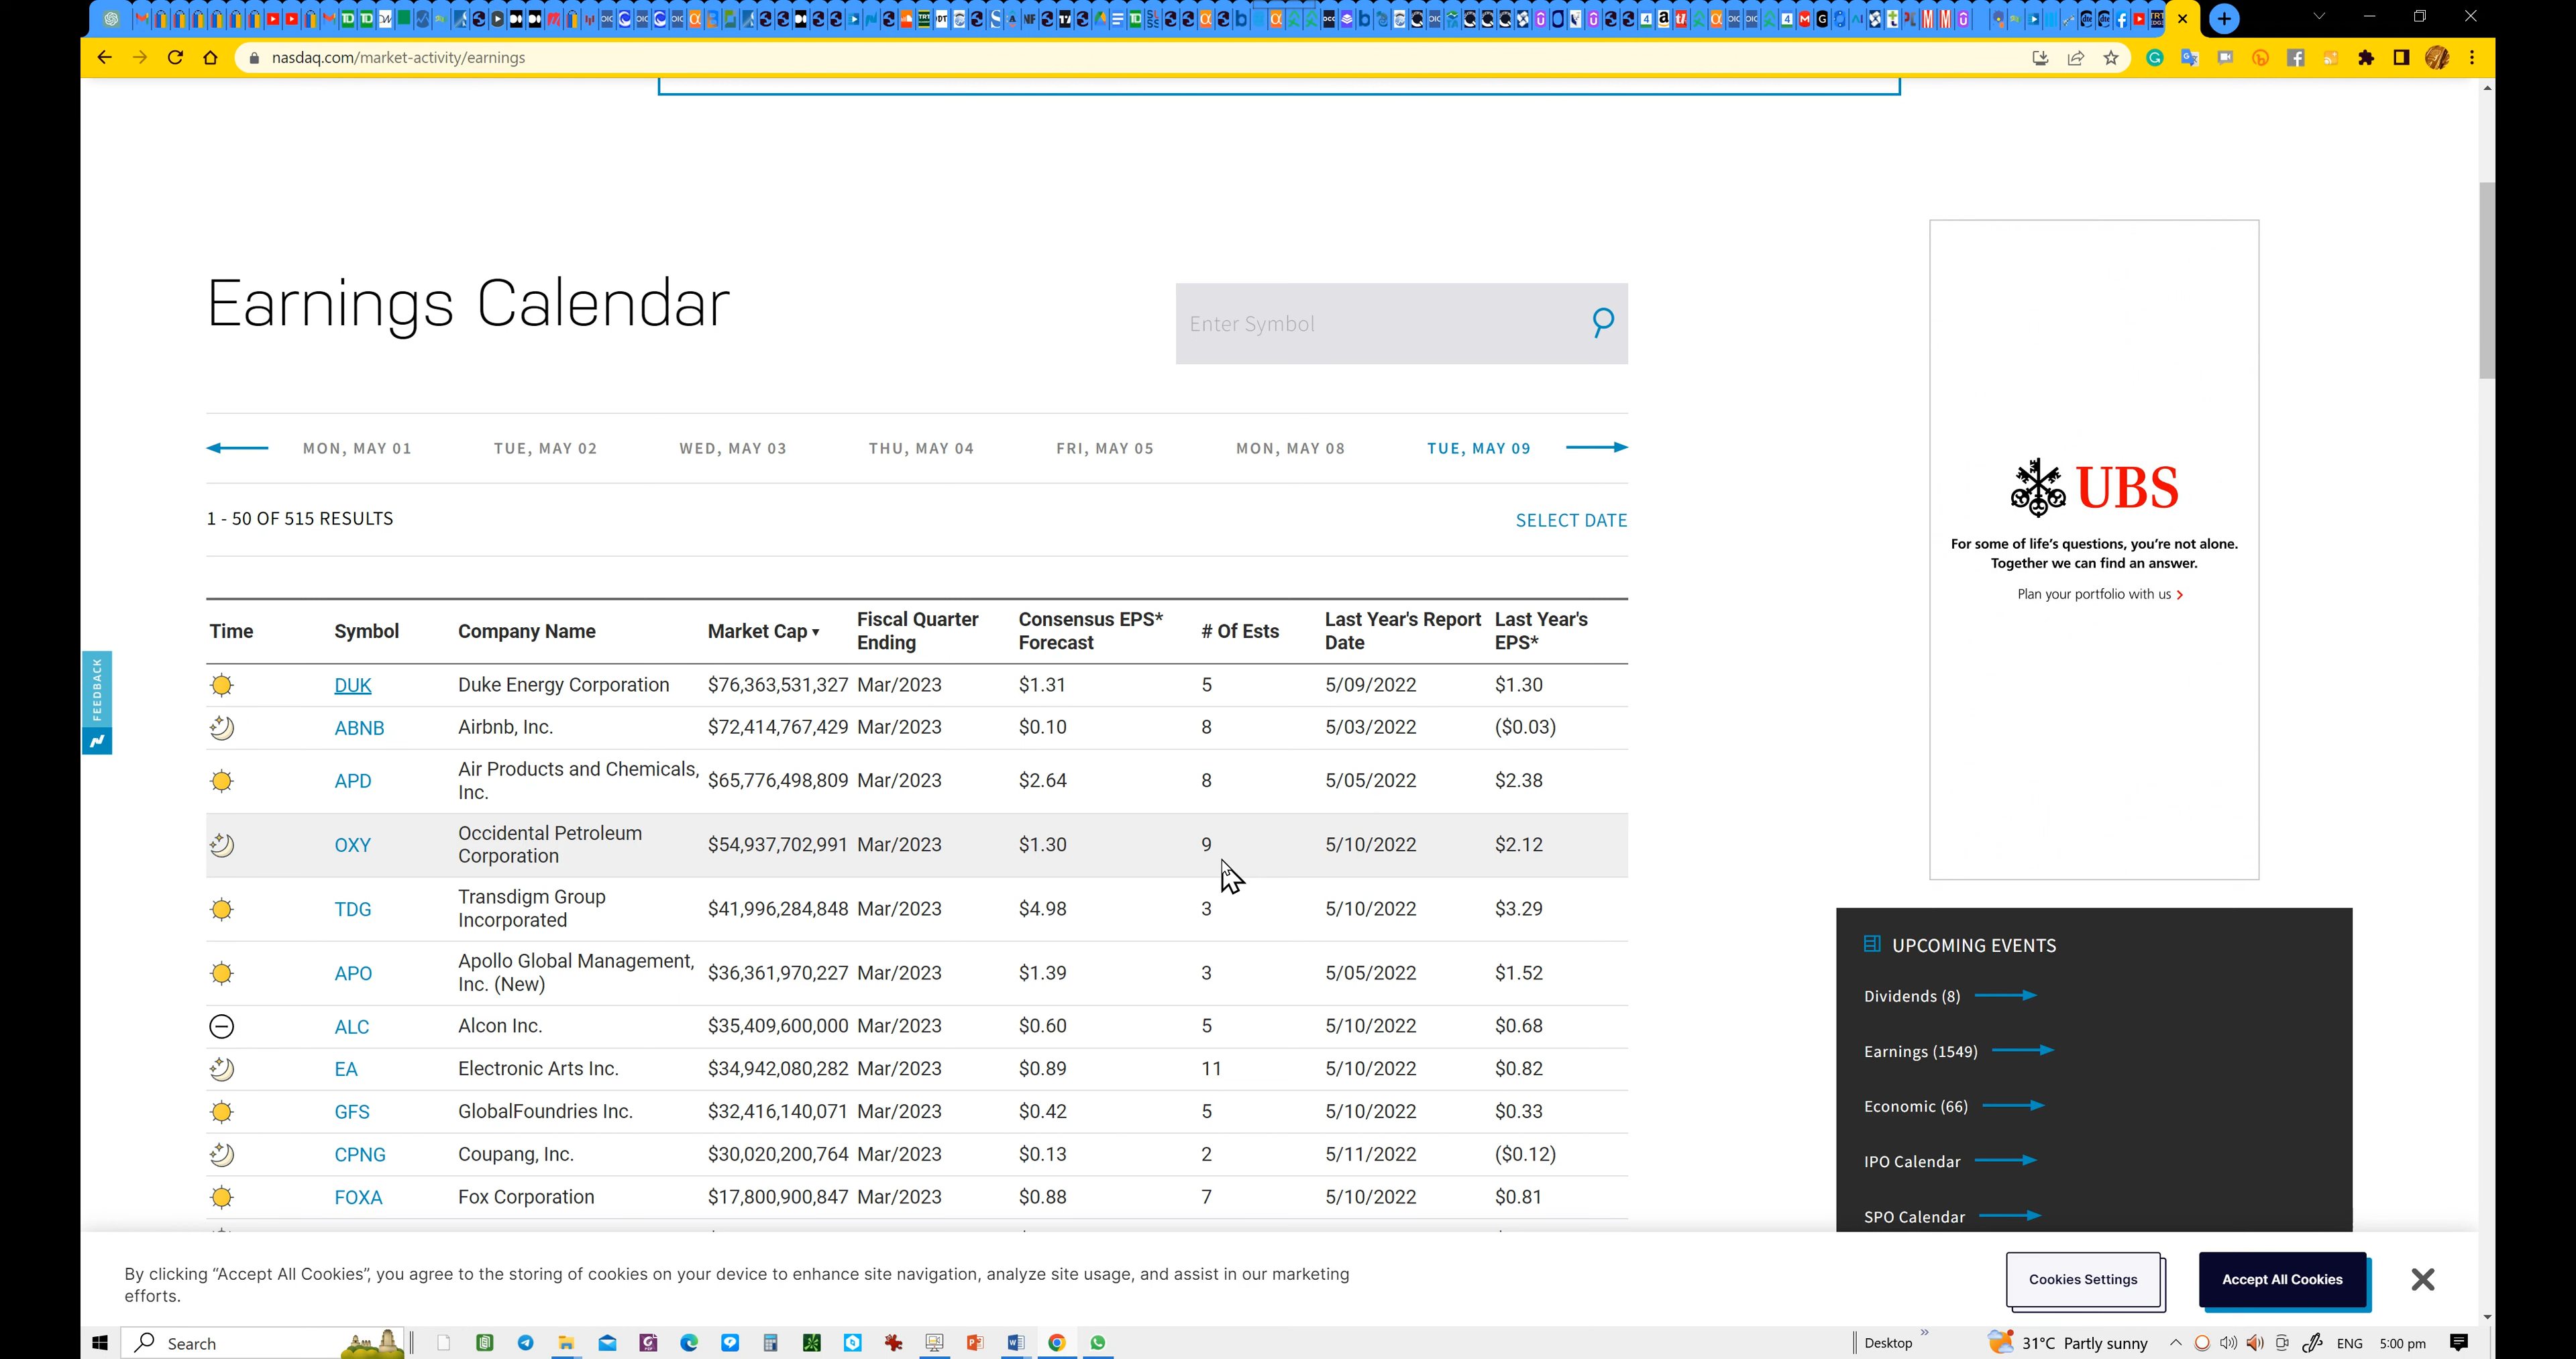 nasdaq.com/market-activity/earnings
Earnings Calendar
Enter Symbol
MON, MAY 01 TUE, MAY 02 WED, MAY 03 THU, MAY 04 FRI, MAY 05 MON, MAY 08 TUE, MAY 09
1 - 50 OF 515 RESULTS SELECT DATE
Time Symbol Company Name Market Cap Fiscal Quarter Ending Consensus EPS* Forecast # Of Ests Last Year's Report Date Last Year's EPS*
DUK Duke Energy Corporation $76,363,531,327 Mar/2023 $1.31 5 5/09/2022 $1.30
ABNB Airbnb, Inc. $72,414,767,429 Mar/2023 $0.10 8 5/03/2022 ($0.03)
APD Air Products and Chemicals, Inc. $65,776,498,809 Mar/2023 $2.64 8 5/05/2022 $2.38
OXY Occidental Petroleum Corporation $54,937,702,991 Mar/2023 $1.30 9 5/10/2022 $2.12
TDG Transdigm Group Incorporated $41,996,284,848 Mar/2023 $4.98 3 5/10/2022 $3.29
APO Apollo Global Management, Inc. (New) $36,361,970,227 Mar/2023 $1.39 3 5/05/2022 $1.52
ALC Alcon Inc. $35,409,600,000 Mar/2023 $0.60 5 5/10/2022 $0.68
EA Electronic Arts Inc. $34,942,080,282 Mar/2023 $0.89 11 5/10/2022 $0.82
GFS GlobalFoundries Inc. $32,416,140,071 Mar/2023 $0.42 5 5/10/2022 $0.33
CPNG Coupang, Inc. $30,020,200,764 Mar/2023 $0.13 2 5/11/2022 ($0.12)
FOXA Fox Corporation $17,800,900,847 Mar/2023 $0.88 7 5/10/2022 $0.81
FEEDBACK
UBS
For some of life's questions, you're not alone.
Together we can find an answer.
Plan your portfolio with us
UPCOMING EVENTS
Dividends (8)
Earnings (1549)
Economic (66)
IPO Calendar
SPO Calendar
By clicking “Accept All Cookies”, you agree to the storing of cookies on your device to enhance site navigation, analyze site usage, and assist in our marketing
efforts.
Cookies Settings
Accept All Cookies
Search
Desktop
31°C Partly sunny
ENG
5:00 pm